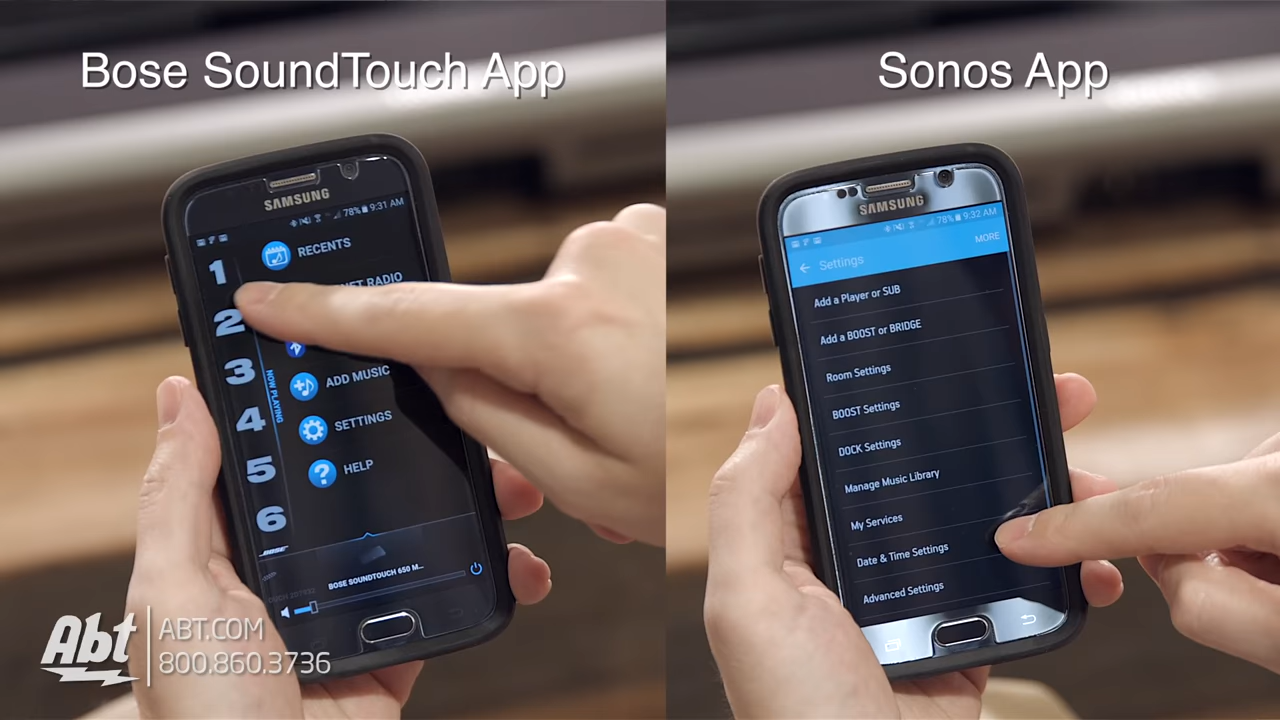 Bose SoundTouch App
SAMSUNG
78% 9:31 AM
1
2
3
4
5
6
NOW PLAYING
RECENTS
ADD MUSIC
SETTINGS
HELP
BOSE
BOSE SOUNDTOUCH 650 M...
Sonos App
SAMSUNG
78% 9:32 AM
Settings
MORE
Add a Player or SUB
Add a BOOST or BRIDGE
Room Settings
BOOST Settings
DOCK Settings
Manage Music Library
My Services
Date & Time Settings
Advanced Settings
Abt
ABT.COM
800.860.3736